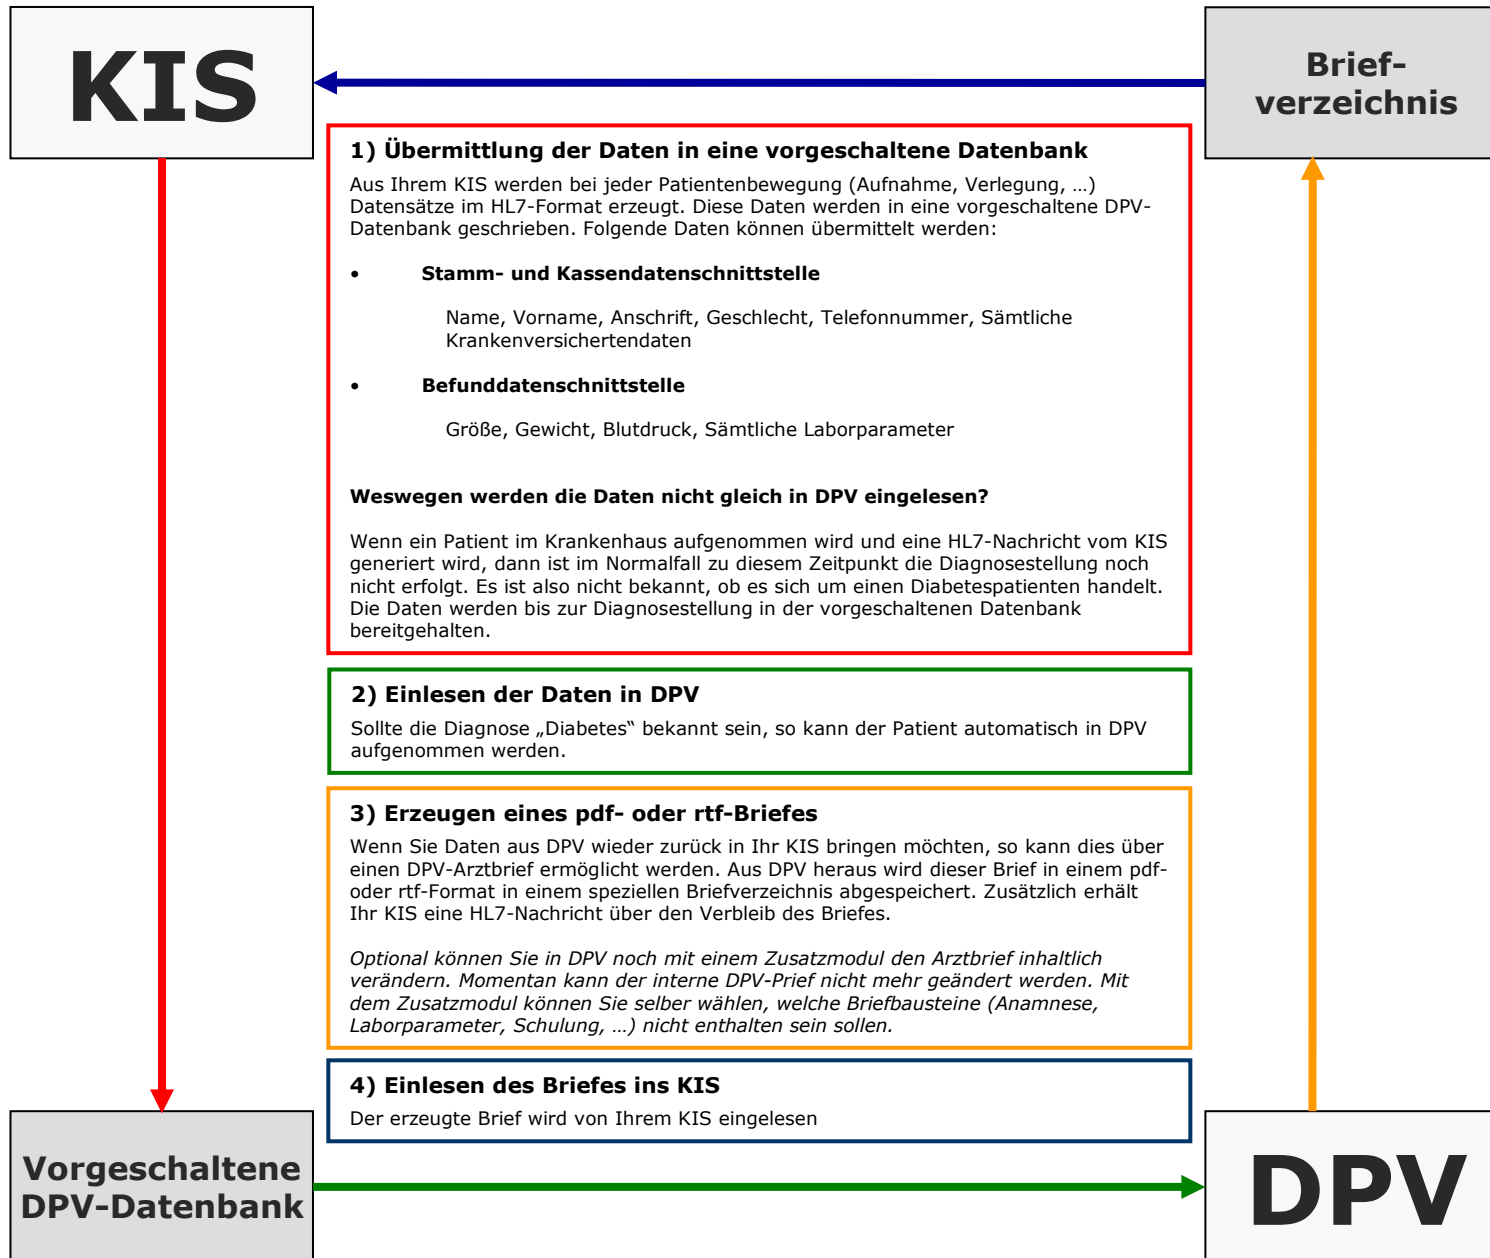 KIS
Brief-
verzeichnis
1) Übermittlung der Daten in eine vorgeschaltene Datenbank
Aus Ihrem KIS werden bei jeder Patientenbewegung (Aufnahme, Verlegung, …)
Datensätze im HL7-Format erzeugt. Diese Daten werden in eine vorgeschaltene DPV-
Datenbank geschrieben. Folgende Daten können übermittelt werden:
• Stamm- und Kassendatenschnittstelle
Name, Vorname, Anschrift, Geschlecht, Telefonnummer, Sämtliche
Krankenversichertendaten
• Befunddatenschnittstelle
Größe, Gewicht, Blutdruck, Sämtliche Laborparameter
Weswegen werden die Daten nicht gleich in DPV eingelesen?
Wenn ein Patient im Krankenhaus aufgenommen wird und eine HL7-Nachricht vom KIS
generiert wird, dann ist im Normalfall zu diesem Zeitpunkt die Diagnosestellung noch
nicht erfolgt. Es ist also nicht bekannt, ob es sich um einen Diabetespatienten handelt.
Die Daten werden bis zur Diagnosestellung in der vorgeschaltenen Datenbank
bereitgehalten.
2) Einlesen der Daten in DPV
Sollte die Diagnose „Diabetes“ bekannt sein, so kann der Patient automatisch in DPV
aufgenommen werden.
3) Erzeugen eines pdf- oder rtf-Briefes
Wenn Sie Daten aus DPV wieder zurück in Ihr KIS bringen möchten, so kann dies über
einen DPV-Arztbrief ermöglicht werden. Aus DPV heraus wird dieser Brief in einem pdf-
oder rtf-Format in einem speziellen Briefverzeichnis abgespeichert. Zusätzlich erhält
Ihr KIS eine HL7-Nachricht über den Verbleib des Briefes.
Optional können Sie in DPV noch mit einem Zusatzmodul den Arztbrief inhaltlich
verändern. Momentan kann der interne DPV-Prief nicht mehr geändert werden. Mit
dem Zusatzmodul können Sie selber wählen, welche Briefbausteine (Anamnese,
Laborparameter, Schulung, …) nicht enthalten sein sollen.
4) Einlesen des Briefes ins KIS
Der erzeugte Brief wird von Ihrem KIS eingelesen
Vorgeschaltene
DPV-Datenbank
DPV